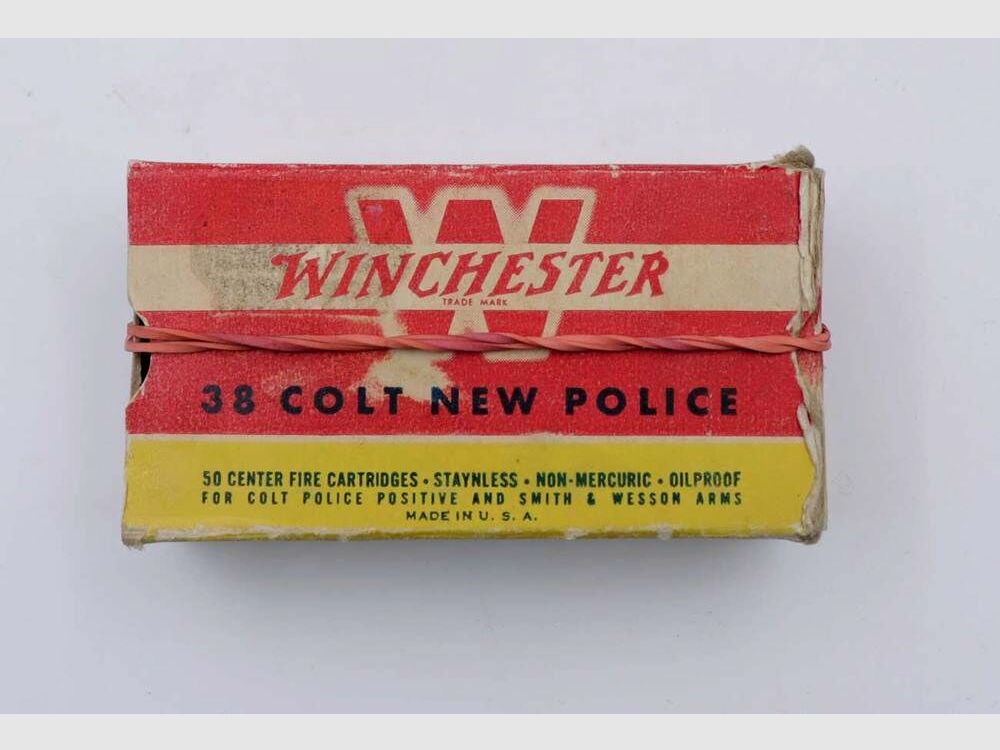 W
WINCHESTER
TRADE MARK
38 COLT NEW POLICE
50 CENTER FIRE CARTRIDGES • STAYNLESS • NON-MERCURIC • OILPROOF
FOR COLT POLICE POSITIVE AND SMITH & WESSON ARMS
MADE IN U. S. A.